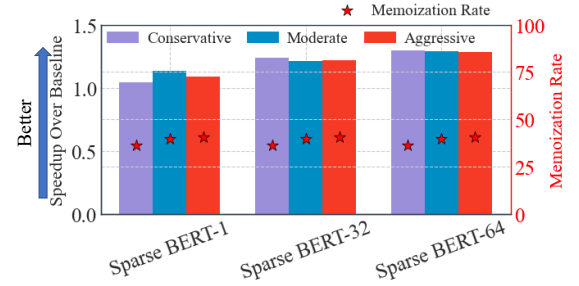 Memoization Rate
Conservative Moderate Aggressive
Better
Speedup Over Baseline
1.5
1.0
0.5
0.0
100
75
50
25
0
Memoization Rate
Sparse BERT-1
Sparse BERT-32
Sparse BERT-64